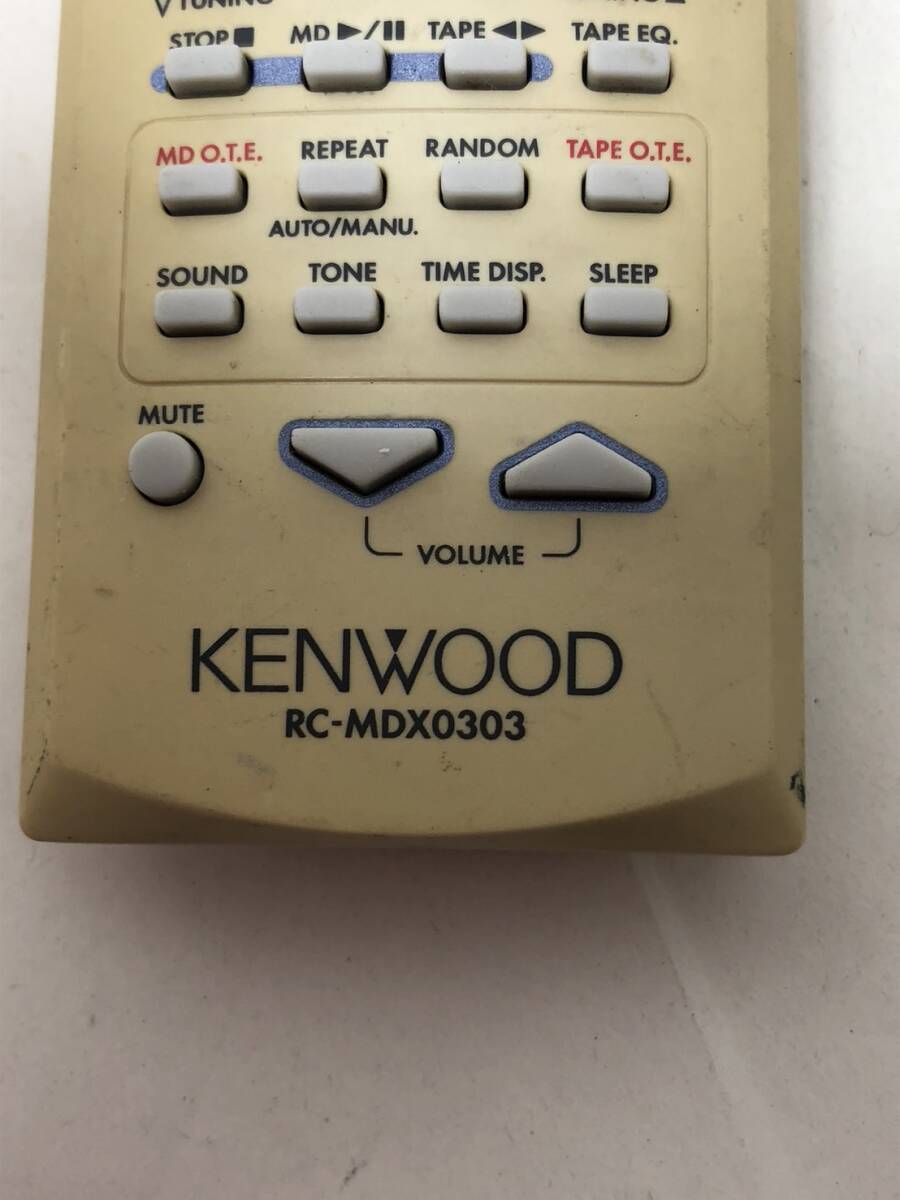 ▽TUNING
STOP■ MD ►/II TAPE ◄► TAPE EQ.
MD O.T.E. REPEAT RANDOM TAPE O.T.E.
AUTO/MANU.
SOUND TONE TIME DISP. SLEEP
MUTE
VOLUME
KENWOOD
RC-MDX0303